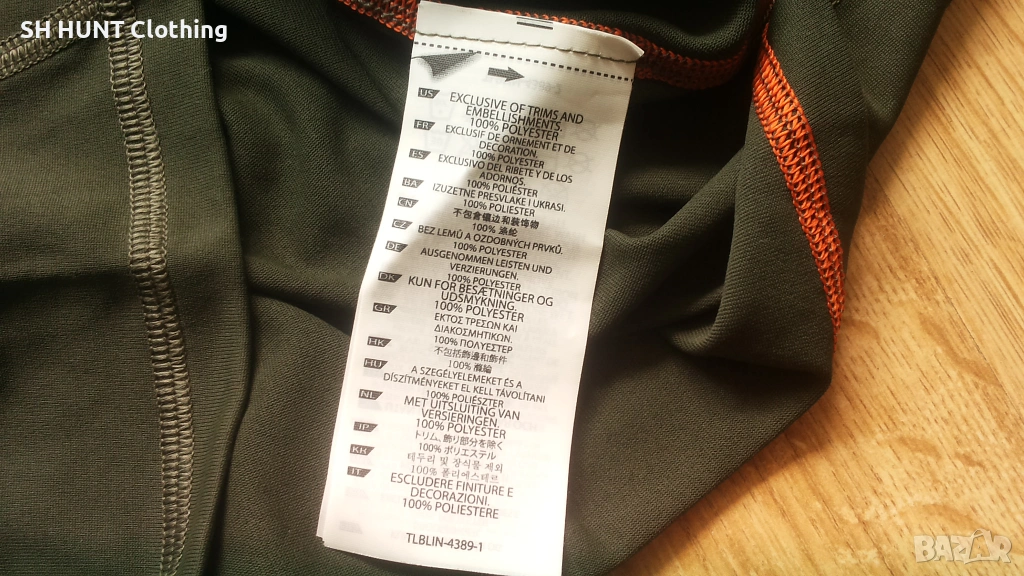 SH HUNT Clothing
US EXCLUSIVE OF TRIMS AND
EMBELLISHMENTS.
100% POLYESTER
FR EXCLUSIF DE ORNEMENT ET DE
DECORATION.
100% POLYESTER
ES EXCLUSIVO DEL RIBETE Y DE LOS
ADORNOS.
100% POLIÉSTER
BA IZUZETNE PRESVLAKE I UKRASI.
100% POLIESTER
CN 不包含镶边和装饰物
100% 涤纶
CZ BEZ LEMŮ A OZDOBNÝCH PRVKŮ.
100% POLYESTER
DE AUSGENOMMEN LEISTEN UND
VERZIERUNGEN.
100% POLYESTER
DK KUN FOR BESÆTNINGER OG
UDSMYKNING
100% POLYESTER
GR ΕΚΤΟΣ ΤΡΕΣΩΝ ΚΑΙ
ΔΙΑΚΟΣΜΗΤΙΚΩΝ.
100% ΠΟΛΥΕΣΤΕΡ
HK 不包括飾邊和飾件
100% 滌綸
HU A SZEGÉLYELEMEKET ÉS A
DÍSZÍTMÉNYEKET EL KELL TÁVOLÍTANI
100% POLIÉSZTER
NL MET UITSLUITING VAN
VERSIERINGEN.
100% POLYESTER
JP トリム、飾り部分を除く
100% ポリエステル
KH 테두리 및 장식물 제외
100% 폴리에스테르
IT ESCLUDERE FINITURE E
DECORAZIONI.
100% POLIESTERE
TLBLIN-4389-1
BAZAR